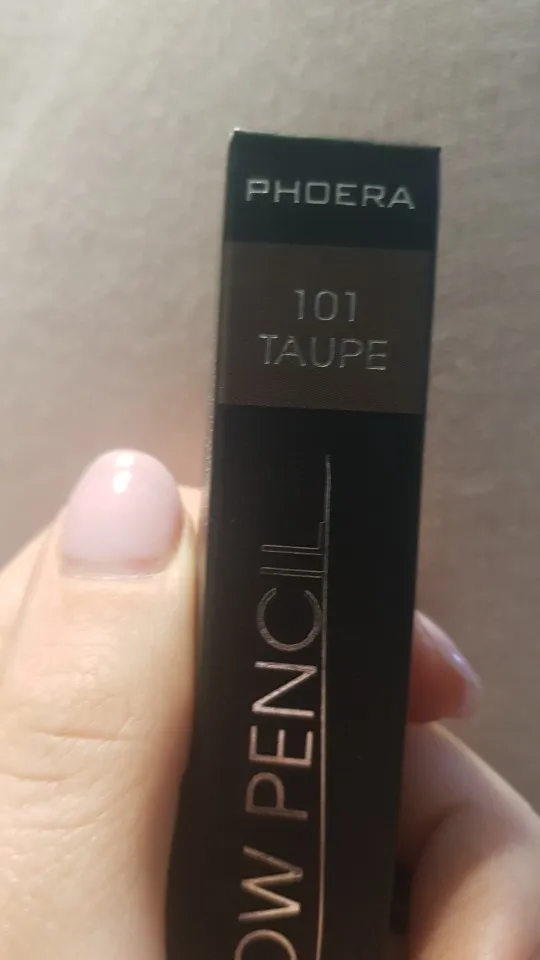 PHOERA
101
TAUPE
OW PENCIL